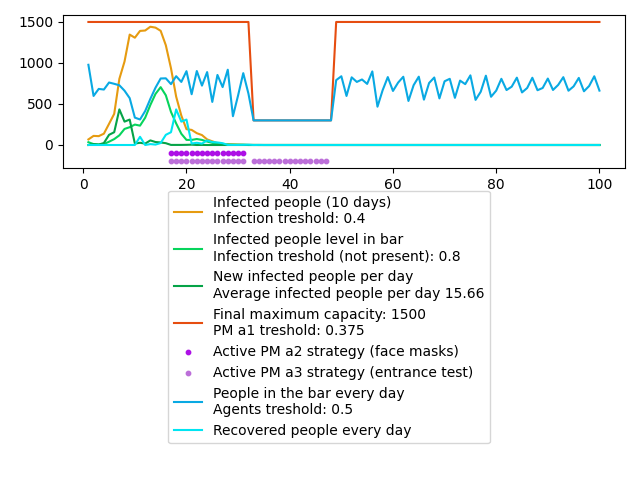 1500
1000
500
0
0
20
40
60
80
100
Infected people (10 days)
Infection treshold: 0.4
Infected people level in bar
Infection treshold (not present): 0.8
New infected people per day
Average infected people per day 15.66
Final maximum capacity: 1500
PM a1 treshold: 0.375
Active PM a2 strategy (face masks)
Active PM a3 strategy (entrance test)
People in the bar every day
Agents treshold: 0.5
Recovered people every day